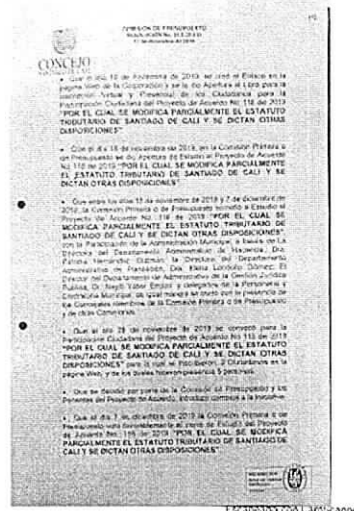 COMISIÓN DE PRESUPUESTO
CONCEJO
• Que el día de noviembre de 2019, se creó el Enlace en la
página Web de la Corporación y se dio Apertura al Libro para la
Inscripción Virtual y Presencial de los Ciudadanos para la
Participación Ciudadana del Proyecto de Acuerdo No. de 2019
"POR EL CUAL SE MODIFICA PARCIALMENTE EL ESTATUTO
TRIBUTARIO DE SANTIAGO DE CALI Y SE DICTAN OTRAS
DISPOSICIONES"
• Que el día de noviembre de 2019, en la Comisión Primera o
de Presupuesto se dio Apertura de Estudio al Proyecto de Acuerdo
No. de 2019 "POR EL CUAL SE MODIFICA PARCIALMENTE
EL ESTATUTO TRIBUTARIO DE SANTIAGO DE CALI Y SE
DICTAN OTRAS DISPOSICIONES".
• Que entre los días de noviembre de 2019 y 7 de diciembre de
2019, la Comisión Primera o de Presupuesto sometió a Estudio el
Proyecto de Acuerdo No. de 2019 "POR EL CUAL SE
MODIFICA PARCIALMENTE EL ESTATUTO TRIBUTARIO DE
SANTIAGO DE CALI Y SE DICTAN OTRAS DISPOSICIONES"
con la Participación de la Administración Municipal, a través de La
Directora del Departamento Administrativo de Hacienda, Dra.
Patricia Hernández Guzmán, la Directora del Departamento
Administrativo de Planeación, Dra. Elena Londoño Gómez, El
Director del Departamento de Administrativo de la Gestión Jurídica
Pública, Dr. Nayib Yaber Enciso y delegados de la Personería y
Contraloría Municipal, de igual manera se contó con la presencia de
los Concejales miembros de la Comisión Primera o de Presupuesto
y de otras Comisiones.
• Que el día 28 de noviembre de 2019 se convocó para la
Participación Ciudadana del Proyecto de Acuerdo No. de 2019
"POR EL CUAL SE MODIFICA PARCIALMENTE EL ESTATUTO
TRIBUTARIO DE SANTIAGO DE CALI Y SE DICTAN OTRAS
DISPOSICIONES" para lo cual se inscribieron, Ciudadanos en la
página Web, y de los cuales hicieron presencia 5 personas.
• Que se decidió por parte de la Comisión de Presupuesto y los
Ponentes del Proyecto de Acuerdo, introducir cambios a la iniciativa.
• Que el día 7 de diciembre de 2019 la Comisión Primera o de
Presupuesto votó favorablemente el cierre de Estudio del Proyecto
de Acuerdo No. de 2019 "POR EL CUAL SE MODIFICA
PARCIALMENTE EL ESTATUTO TRIBUTARIO DE SANTIAGO DE
CALI Y SE DICTAN OTRAS DISPOSICIONES".